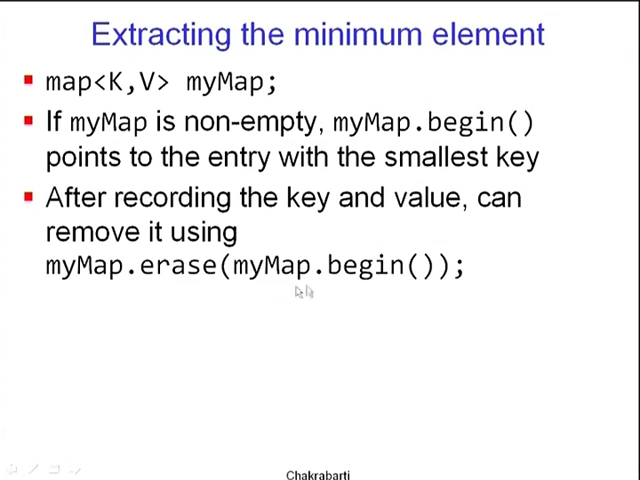 Extracting the minimum element
map<K,V> myMap;
If myMap is non-empty, myMap.begin()
points to the entry with the smallest key
After recording the key and value, can
remove it using
myMap.erase(myMap.begin());
Chakrabarti